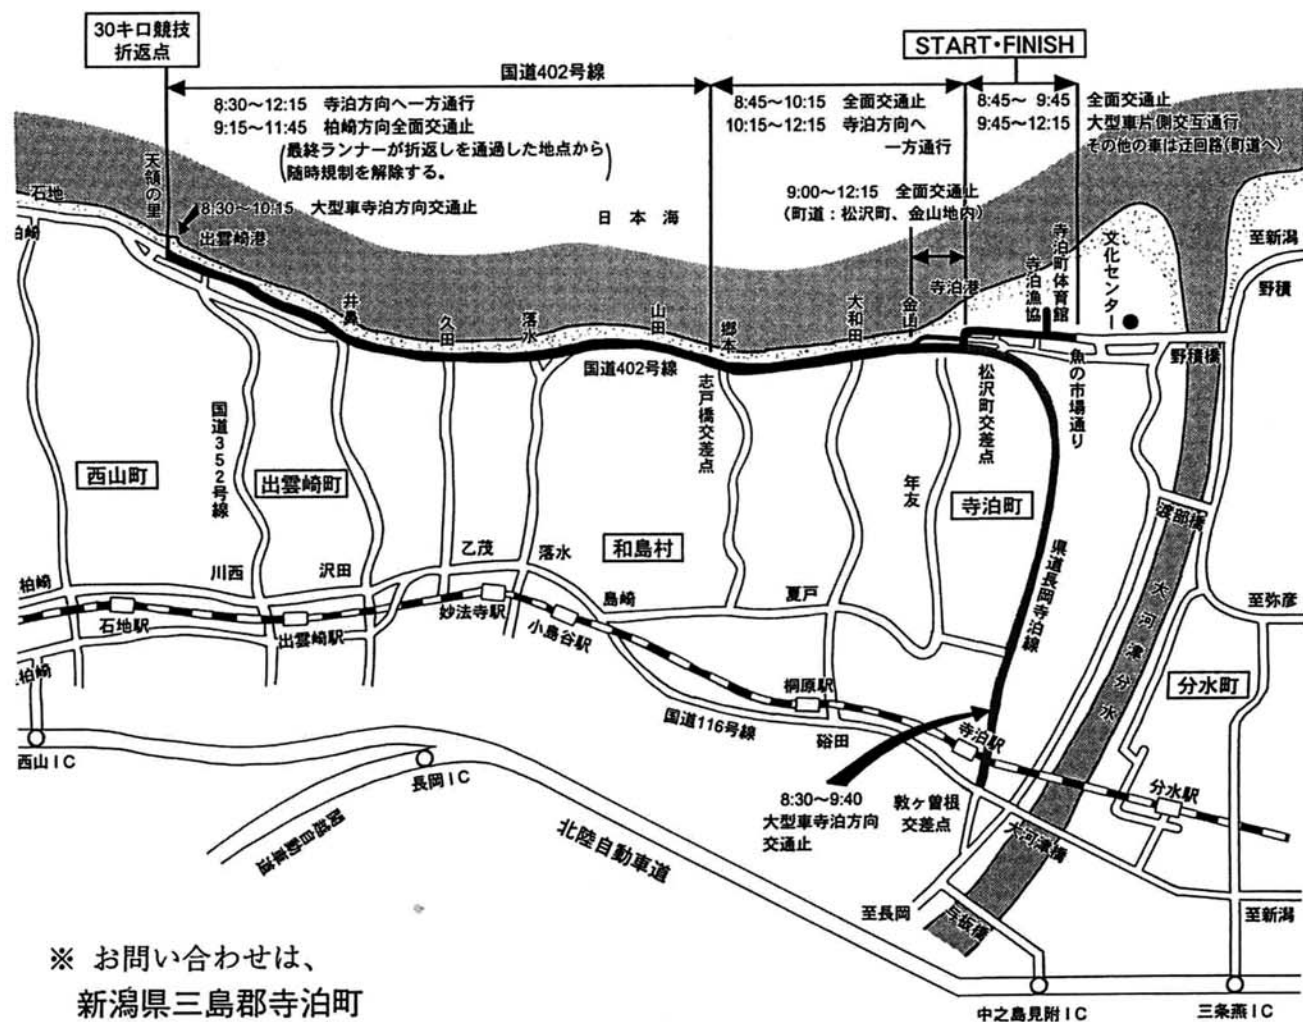 30キロ競技
折返点
START・FINISH
国道402号線
8:30～12:15 寺泊方向へ一方通行
9:15～11:45 柏崎方向全面交通止
(最終ランナーが折返しを通過した地点から
随時規制を解除する。)
8:45～10:15 全面交通止
10:15～12:15 寺泊方向へ
一方通行
8:45～ 9:45 全面交通止
9:45～12:15 大型車片側交互通行
その他の車は迂回路(町道へ)
9:00～12:15 全面交通止
(町道：松沢町、金山地内)
8:30～10:15 大型車寺泊方向交通止
天領の里
石地
柏崎
出雲崎港
日本海
井鼻
久田
落水
山田
郷本
大和田
金山
寺泊港
寺泊漁協
寺泊町体育館
文化センター
至新潟
野積
野積橋
国道402号線
志戸橋交差点
松沢町交差点
魚の市場通り
国道352号線
西山町
出雲崎町
和島村
年友
寺泊町
渡部橋
県道長岡寺泊線
大河津分水
至弥彦
分水町
柏崎
川西
沢田
乙茂
落水
島崎
夏戸
石地駅
出雲崎駅
妙法寺駅
小島谷駅
桐原駅
寺泊駅
分水駅
柏崎
国道116号線
硲田
西山IC
長岡IC
関越自動車道
北陸自動車道
8:30～9:40
大型車寺泊方向
交通止
敦ヶ曽根
交差点
大河津橋
至長岡
与板橋
至新潟
中之島見附IC
三条燕IC
※ お問い合わせは、
新潟県三島郡寺泊町